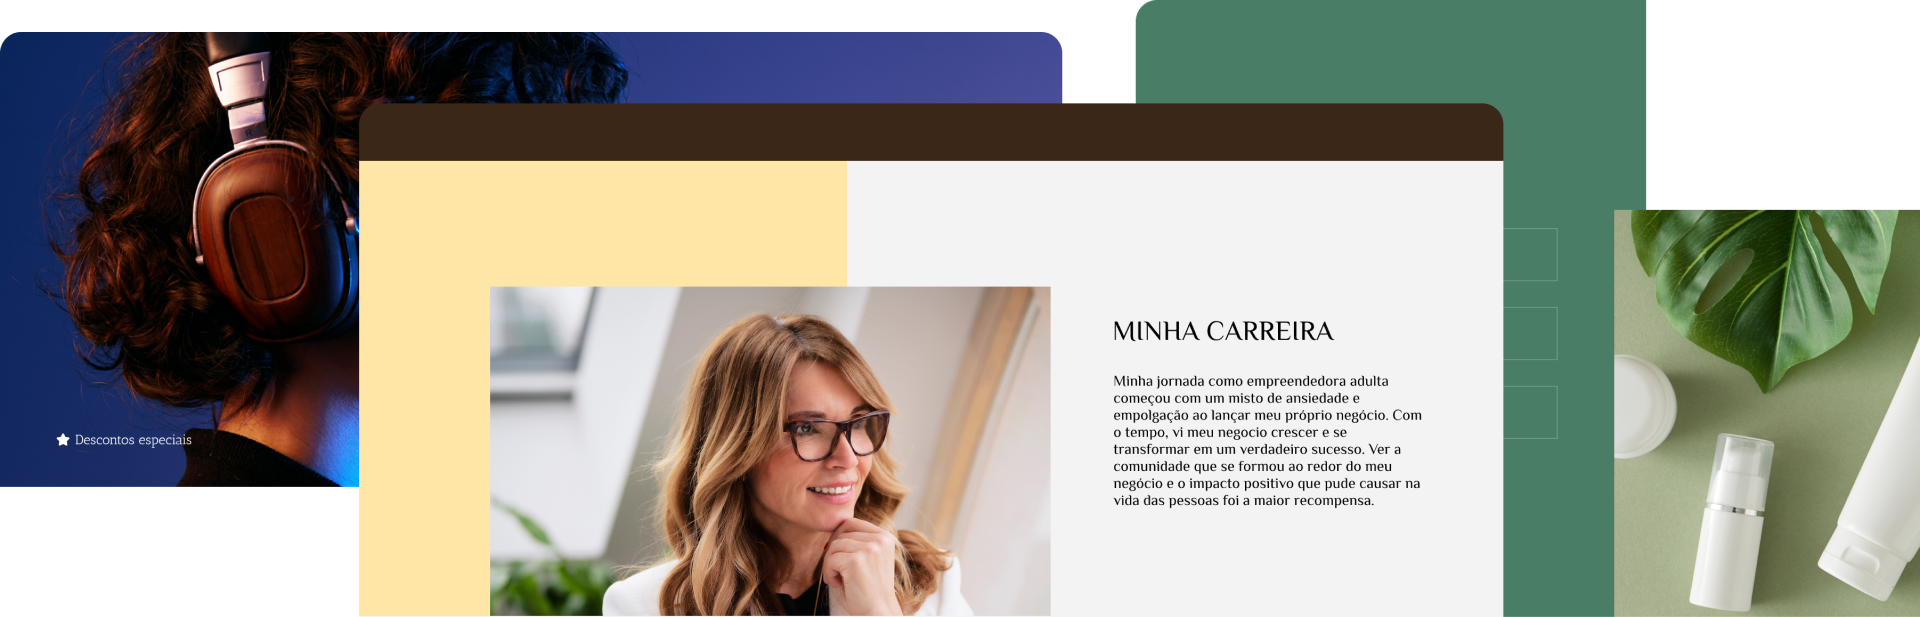 Descontos especiais
MINHA CARREIRA
Minha jornada como empreendedora adulta
começou com um misto de ansiedade e
empolgação ao lançar meu próprio negócio. Com
o tempo, vi meu negocio crescer e se
transformar em um verdadeiro sucesso. Ver a
comunidade que se formou ao redor do meu
negócio e o impacto positivo que pude causar na
vida das pessoas foi a maior recompensa.